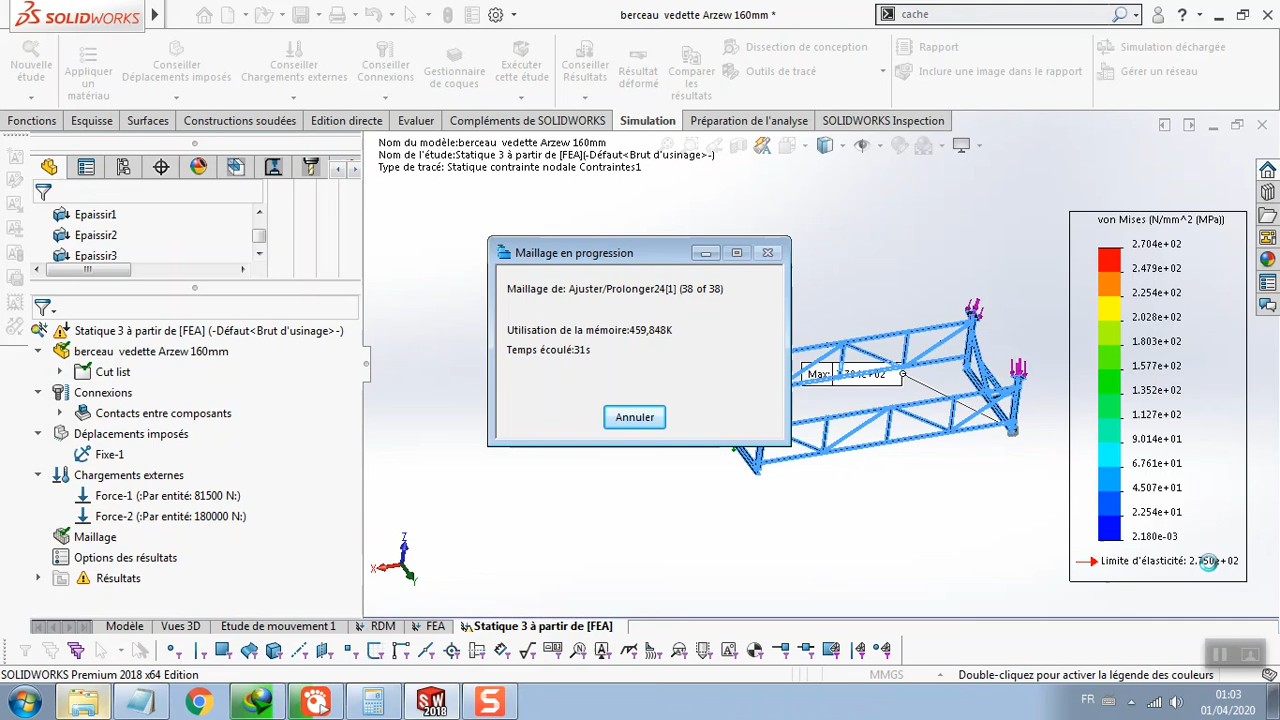 SOLIDWORKS
berceau vedette Arzew 160mm *
cache
Nouvelle étude
Appliquer un matériau
Conseiller Déplacements imposés
Conseiller Chargements externes
Conseiller Connexions
Gestionnaire de coques
Exécuter cette étude
Conseiller Résultats
Résultat déformé
Comparer les résultats
Dissection de conception
Outils de tracé
Rapport
Inclure une image dans le rapport
Simulation déchargée
Gérer un réseau
Fonctions
Esquisse
Surfaces
Constructions soudées
Edition directe
Evaluer
Compléments de SOLIDWORKS
Simulation
Préparation de l'analyse
SOLIDWORKS Inspection
Nom du modèle:berceau vedette Arzew 160mm
Nom de l'étude:Statique 3 à partir de [FEA](-Défaut<Brut d'usinage>-)
Type de tracé: Statique contrainte nodale Contraintes1
Epaissir1
Epaissir2
Epaissir3
Statique 3 à partir de [FEA] (-Défaut<Brut d'usinage>-)
berceau vedette Arzew 160mm
Cut list
Connexions
Contacts entre composants
Déplacements imposés
Fixe-1
Chargements externes
Force-1 (:Par entité: 81500 N:)
Force-2 (:Par entité: 180000 N:)
Maillage
Options des résultats
Résultats
Maillage en progression
Maillage de: Ajuster/Prolonger24[1] (38 of 38)
Utilisation de la mémoire:459,848K
Temps écoulé:31s
Annuler
Max:
von Mises (N/mm^2 (MPa))
2.704e+02
2.479e+02
2.254e+02
2.028e+02
1.803e+02
1.577e+02
1.352e+02
1.127e+02
9.014e+01
6.761e+01
4.507e+01
2.254e+01
2.180e-03
Limite d'élasticité:
Z
X
Y
Modèle
Vues 3D
Etude de mouvement 1
RDM
FEA
Statique 3 à partir de [FEA]
SOLIDWORKS Premium 2018 x64 Edition
MMGS
Double-cliquez pour activer la légende des couleurs
SW
2018
S
FR
01:03
01/04/2020